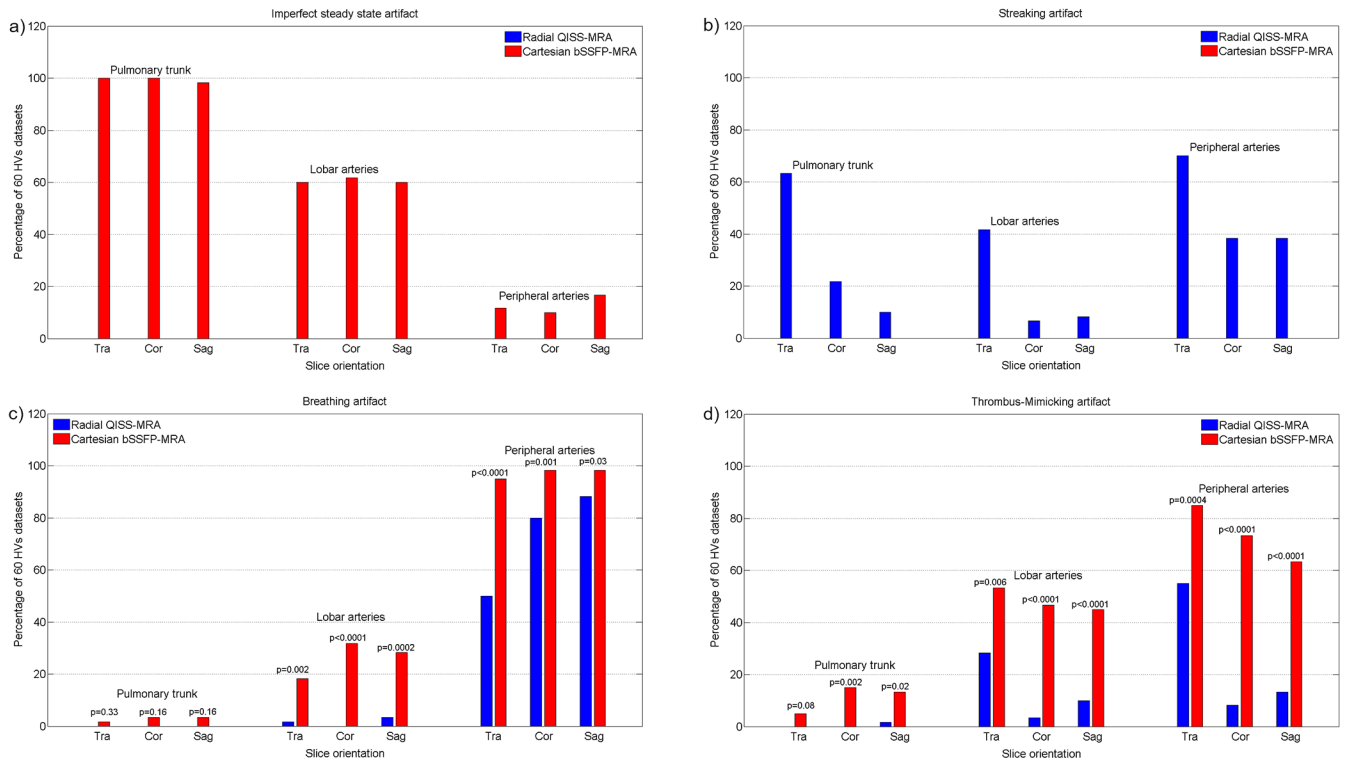 a)
Imperfect steady state artifact
Radial QISS-MRA
Cartesian bSSFP-MRA
Percentage of 60 HVs datasets
120
100
80
60
40
20
0
Pulmonary trunk
Lobar arteries
Peripheral arteries
Tra Cor Sag Tra Cor Sag Tra Cor Sag
Slice orientation
b)
Streaking artifact
Radial QISS-MRA
Cartesian bSSFP-MRA
Percentage of 60 HVs datasets
120
100
80
60
40
20
0
Peripheral arteries
Pulmonary trunk
Lobar arteries
Tra Cor Sag Tra Cor Sag Tra Cor Sag
Slice orientation
c)
Breathing artifact
Radial QISS-MRA
Cartesian bSSFP-MRA
Percentage of 60 HVs datasets
120
100
80
60
40
20
0
Peripheral arteries
p<0.0001 p=0.001 p=0.03
Lobar arteries
p=0.002 p<0.0001 p=0.0002
Pulmonary trunk
p=0.33 p=0.16 p=0.16
Tra Cor Sag Tra Cor Sag Tra Cor Sag
Slice orientation
d)
Thrombus-Mimicking artifact
Radial QISS-MRA
Cartesian bSSFP-MRA
Percentage of 60 HVs datasets
120
100
80
60
40
20
0
Peripheral arteries
p=0.0004 p<0.0001 p<0.0001
Lobar arteries
p=0.006 p<0.0001 p<0.0001
Pulmonary trunk
p=0.08 p=0.002 p=0.02
Tra Cor Sag Tra Cor Sag Tra Cor Sag
Slice orientation